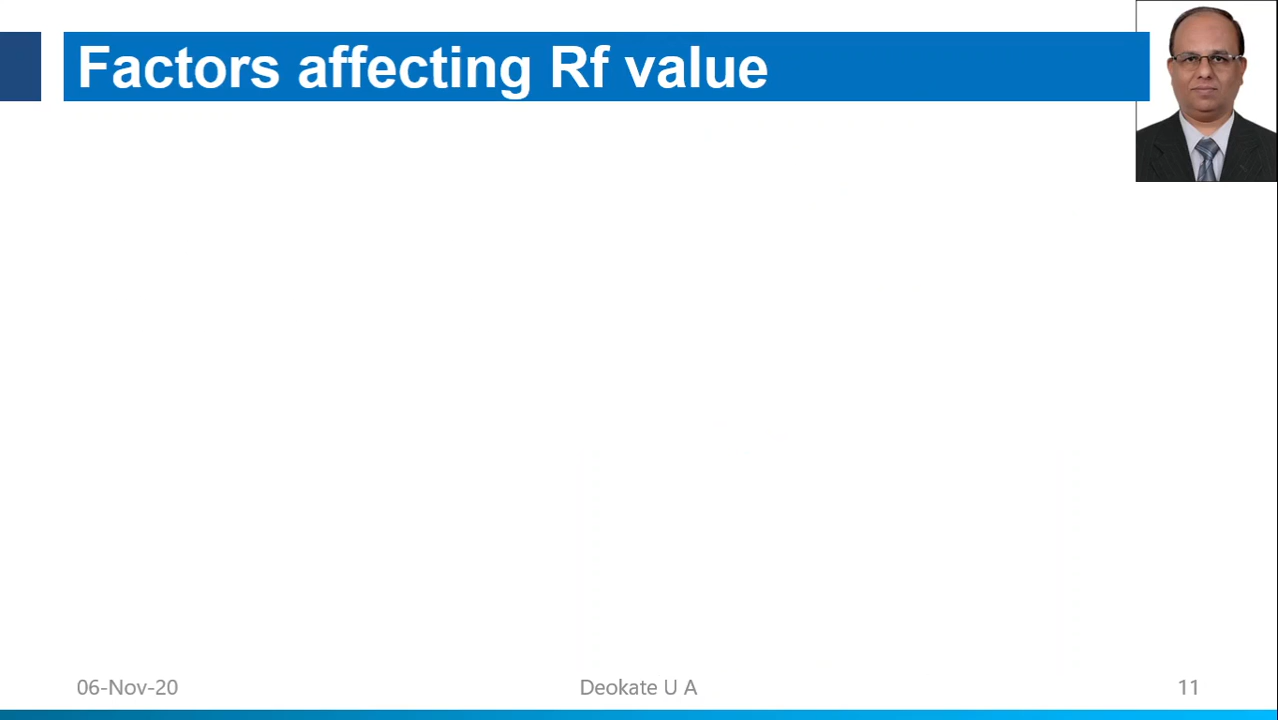 Factors affecting Rf value
06-Nov-20
Deokate U A
11